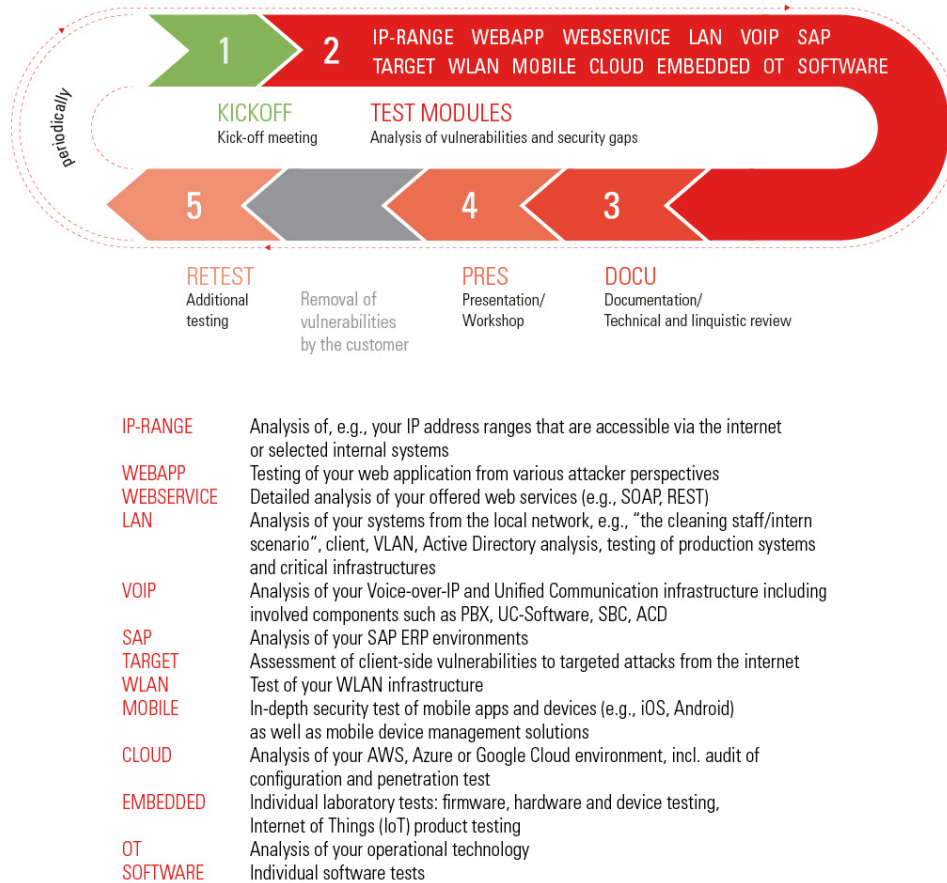 1
2
IP-RANGE WEBAPP WEBSERVICE LAN VOIP SAP
TARGET WLAN MOBILE CLOUD EMBEDDED OT SOFTWARE
periodically
KICKOFF
Kick-off meeting
TEST MODULES
Analysis of vulnerabilities and security gaps
5
4
3
RETEST
Additional
testing
Removal of
vulnerabilities
by the customer
PRES
Presentation/
Workshop
DOCU
Documentation/
Technical and linquistic review
IP-RANGE Analysis of, e.g., your IP address ranges that are accessible via the internet
or selected internal systems
WEBAPP Testing of your web application from various attacker perspectives
WEBSERVICE Detailed analysis of your offered web services (e.g., SOAP, REST)
LAN Analysis of your systems from the local network, e.g., “the cleaning staff/intern
scenario“, client, VLAN, Active Directory analysis, testing of production systems
and critical infrastructures
VOIP Analysis of your Voice-over-IP and Unified Communication infrastructure including
involved components such as PBX, UC-Software, SBC, ACD
SAP Analysis of your SAP ERP environments
TARGET Assessment of client-side vulnerabilities to targeted attacks from the internet
WLAN Test of your WLAN infrastructure
MOBILE In-depth security test of mobile apps and devices (e.g., iOS, Android)
as well as mobile device management solutions
CLOUD Analysis of your AWS, Azure or Google Cloud environment, incl. audit of
configuration and penetration test
EMBEDDED Individual laboratory tests: firmware, hardware and device testing,
Internet of Things (IoT) product testing
OT Analysis of your operational technology
SOFTWARE Individual software tests